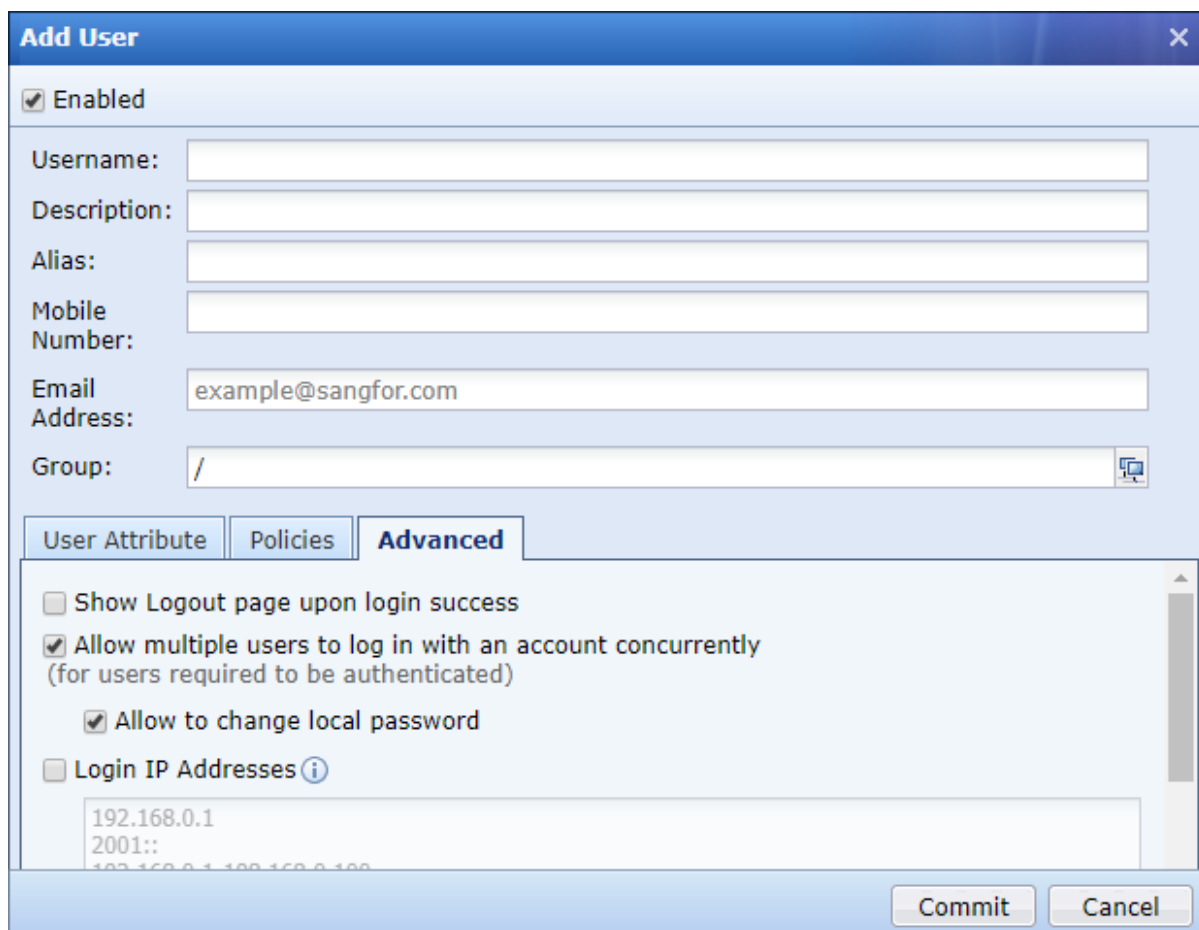 Add User
Enabled
Username:
Description:
Alias:
Mobile
Number:
Email
Address:
example@sangfor.com
Group:
/
User Attribute
Policies
Advanced
Show Logout page upon login success
Allow multiple users to log in with an account concurrently
(for users required to be authenticated)
Allow to change local password
Login IP Addresses
192.168.0.1
2001::
Commit
Cancel